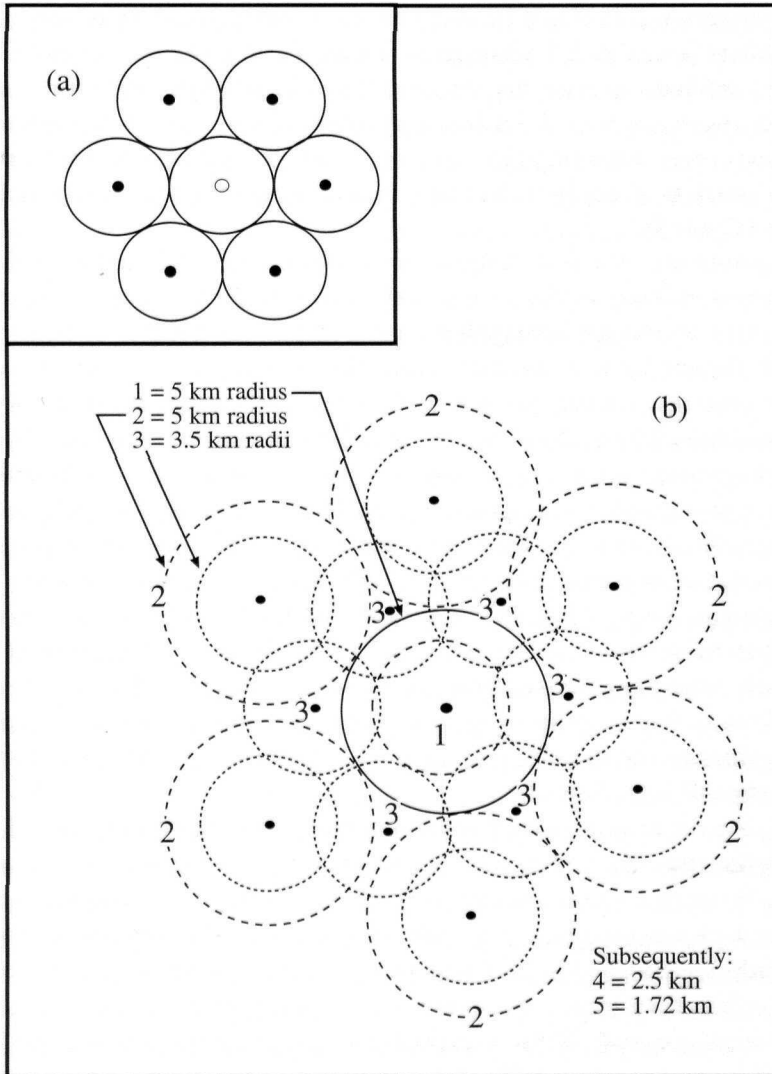 (a)
1 = 5 km radius
2 = 5 km radius
3 = 3.5 km radii
(b)
2
2
2
3
3
3
3
1
3
3
2
2
2
Subsequently:
4 = 2.5 km
5 = 1.72 km